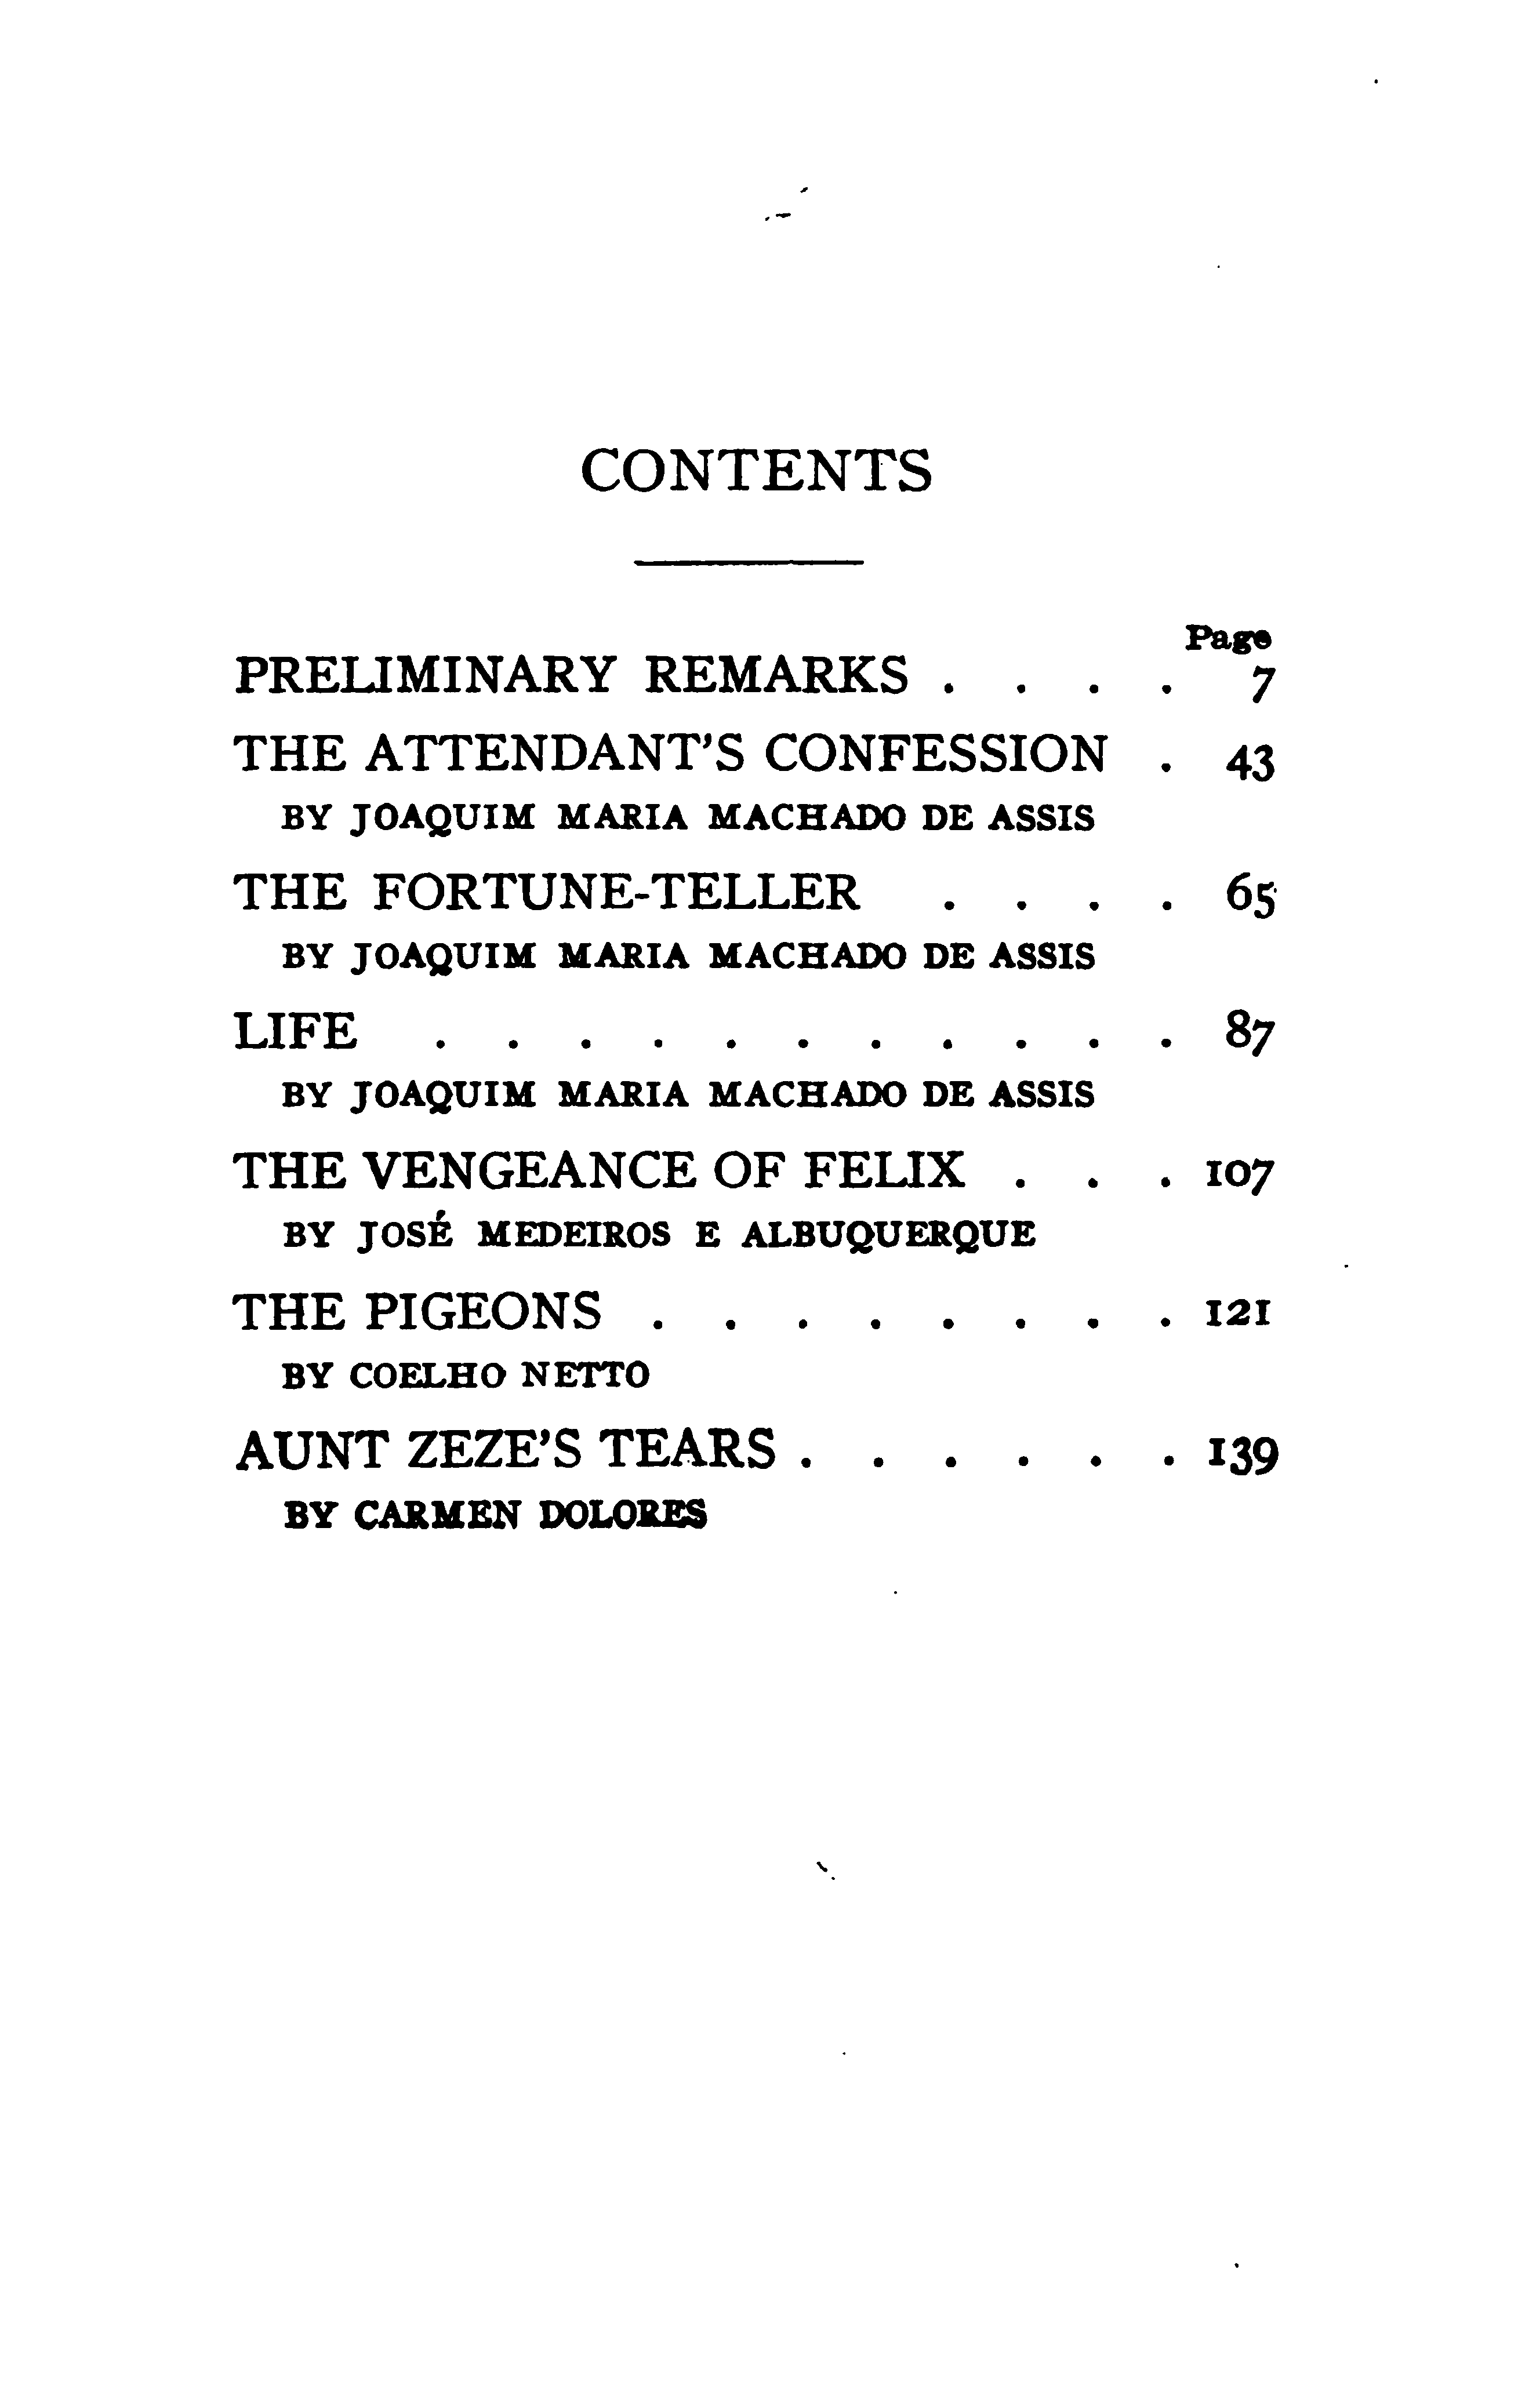 CONTENTS
Page
PRELIMINARY REMARKS . . . . 7
THE ATTENDANT'S CONFESSION . 43
BY JOAQUIM MARIA MACHADO DE ASSIS
THE FORTUNE-TELLER . . . . 65
BY JOAQUIM MARIA MACHADO DE ASSIS
LIFE . . . . . . . . . . . 87
BY JOAQUIM MARIA MACHADO DE ASSIS
THE VENGEANCE OF FELIX . . . 107
BY JOSÉ MEDEIROS E ALBUQUERQUE
THE PIGEONS . . . . . . . . 121
BY COELHO NETTO
AUNT ZEZE'S TEARS . . . . . . 139
BY CARMEN DOLORES